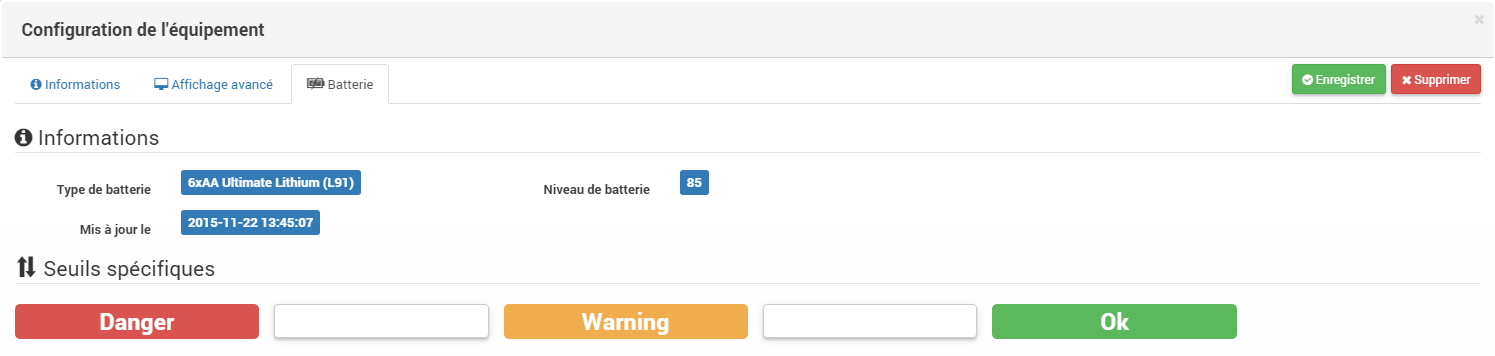 Configuration de l'équipement
Informations
Affichage avancé
Batterie
Enregistrer
Supprimer
Informations
Type de batterie
6xAA Ultimate Lithium (L91)
Niveau de batterie
85
Mis à jour le
2015-11-22 13:45:07
Seuils spécifiques
Danger
Warning
Ok